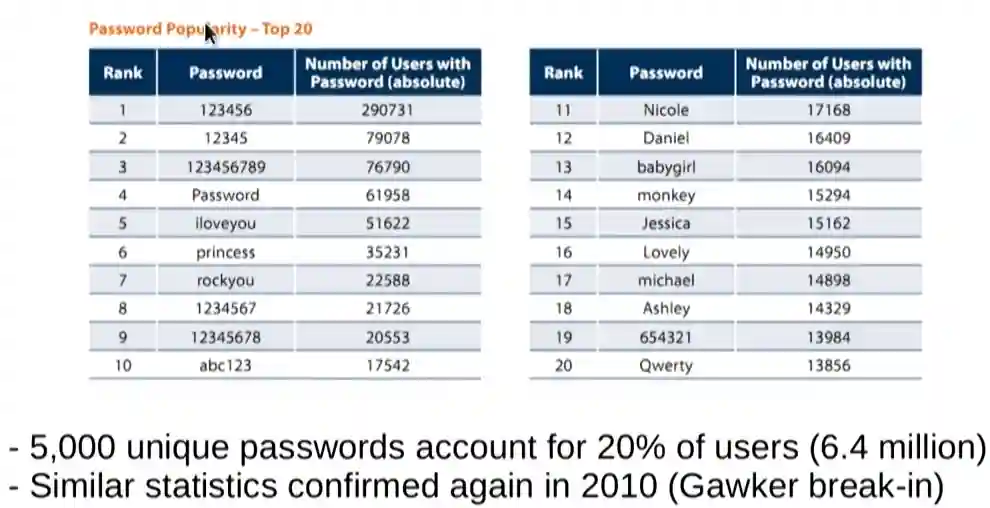 Password Popularity – Top 20
Rank Password Number of Users with Password (absolute)
1 123456 290731
2 12345 79078
3 123456789 76790
4 Password 61958
5 iloveyou 51622
6 princess 35231
7 rockyou 22588
8 1234567 21726
9 12345678 20553
10 abc123 17542
Rank Password Number of Users with Password (absolute)
11 Nicole 17168
12 Daniel 16409
13 babygirl 16094
14 monkey 15294
15 Jessica 15162
16 Lovely 14950
17 michael 14898
18 Ashley 14329
19 654321 13984
20 Qwerty 13856
- 5,000 unique passwords account for 20% of users (6.4 million)
- Similar statistics confirmed again in 2010 (Gawker break-in)